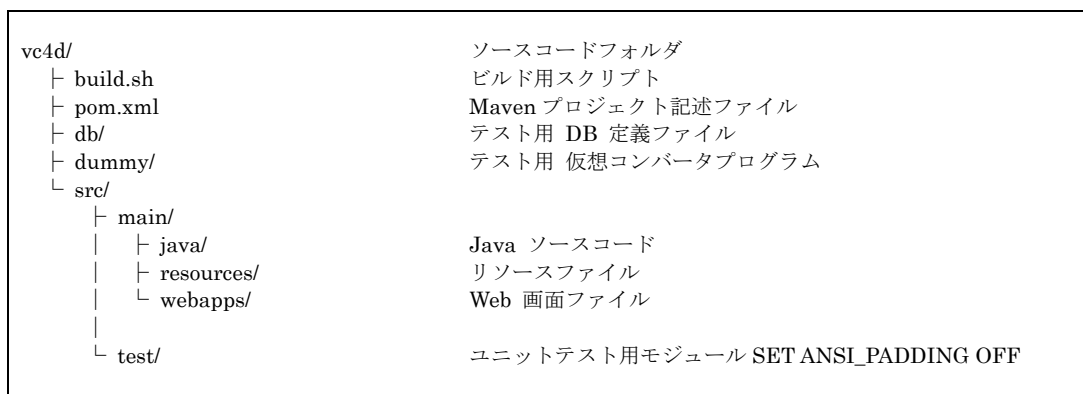 vc4d/ ソースコードフォルダ
├ build.sh ビルド用スクリプト
├ pom.xml Maven プロジェクト記述ファイル
├ db/ テスト用 DB 定義ファイル
├ dummy/ テスト用 仮想コンバータプログラム
└ src/
├ main/
│ ├ java/ Java ソースコード
│ ├ resources/ リソースファイル
│ └ webapps/ Web 画面ファイル
│
└ test/ ユニットテスト用モジュール SET ANSI_PADDING OFF